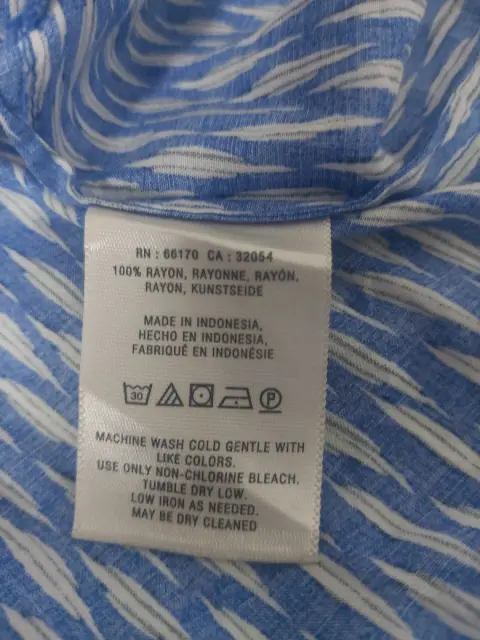 RN : 66170 CA : 32054
100% RAYON, RAYONNE, RAYÓN,
RAYON, KUNSTSEIDE
MADE IN INDONESIA,
HECHO EN INDONESIA,
FABRIQUÉ EN INDONÉSIE
30 P
MACHINE WASH COLD GENTLE WITH
LIKE COLORS.
USE ONLY NON-CHLORINE BLEACH.
TUMBLE DRY LOW.
LOW IRON AS NEEDED.
MAY BE DRY CLEANED